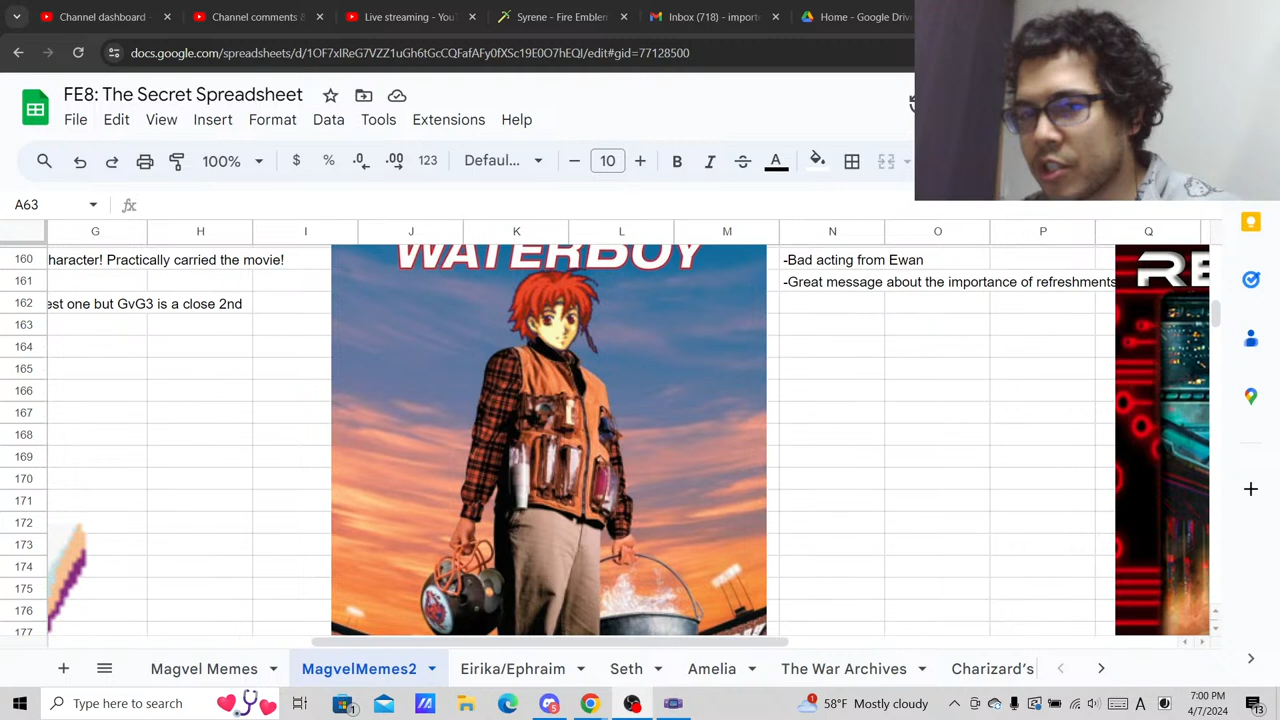 Channel dashboard
Channel comments &
Live streaming - YouT
Syrene - Fire Emblem
Inbox (718) - import
Home - Google Driv
docs.google.com/spreadsheets/d/1OF7xIReG7VZZ1uGh6tGcCQFafAFy0fXSc19E0O7hEQI/edit#gid=77128500
FE8: The Secret Spreadsheet
File Edit View Insert Format Data Tools Extensions Help
100% $ % .0 .00 123 Defaul... 10 B I A
A63 fx
G H I J K L M N O P Q
160 haracter! Practically carried the movie! WATERBOY -Bad acting from Ewan RE
161 -Great message about the importance of refreshments
162 est one but GvG3 is a close 2nd
163
164
165
166
167
168
169
170
171
172
173
174
175
176
177
Magvel Memes MagvelMemes2 Eirika/Ephraim Seth Amelia The War Archives Charizard's
Type here to search 58°F Mostly cloudy 7:00 PM
4/7/2024